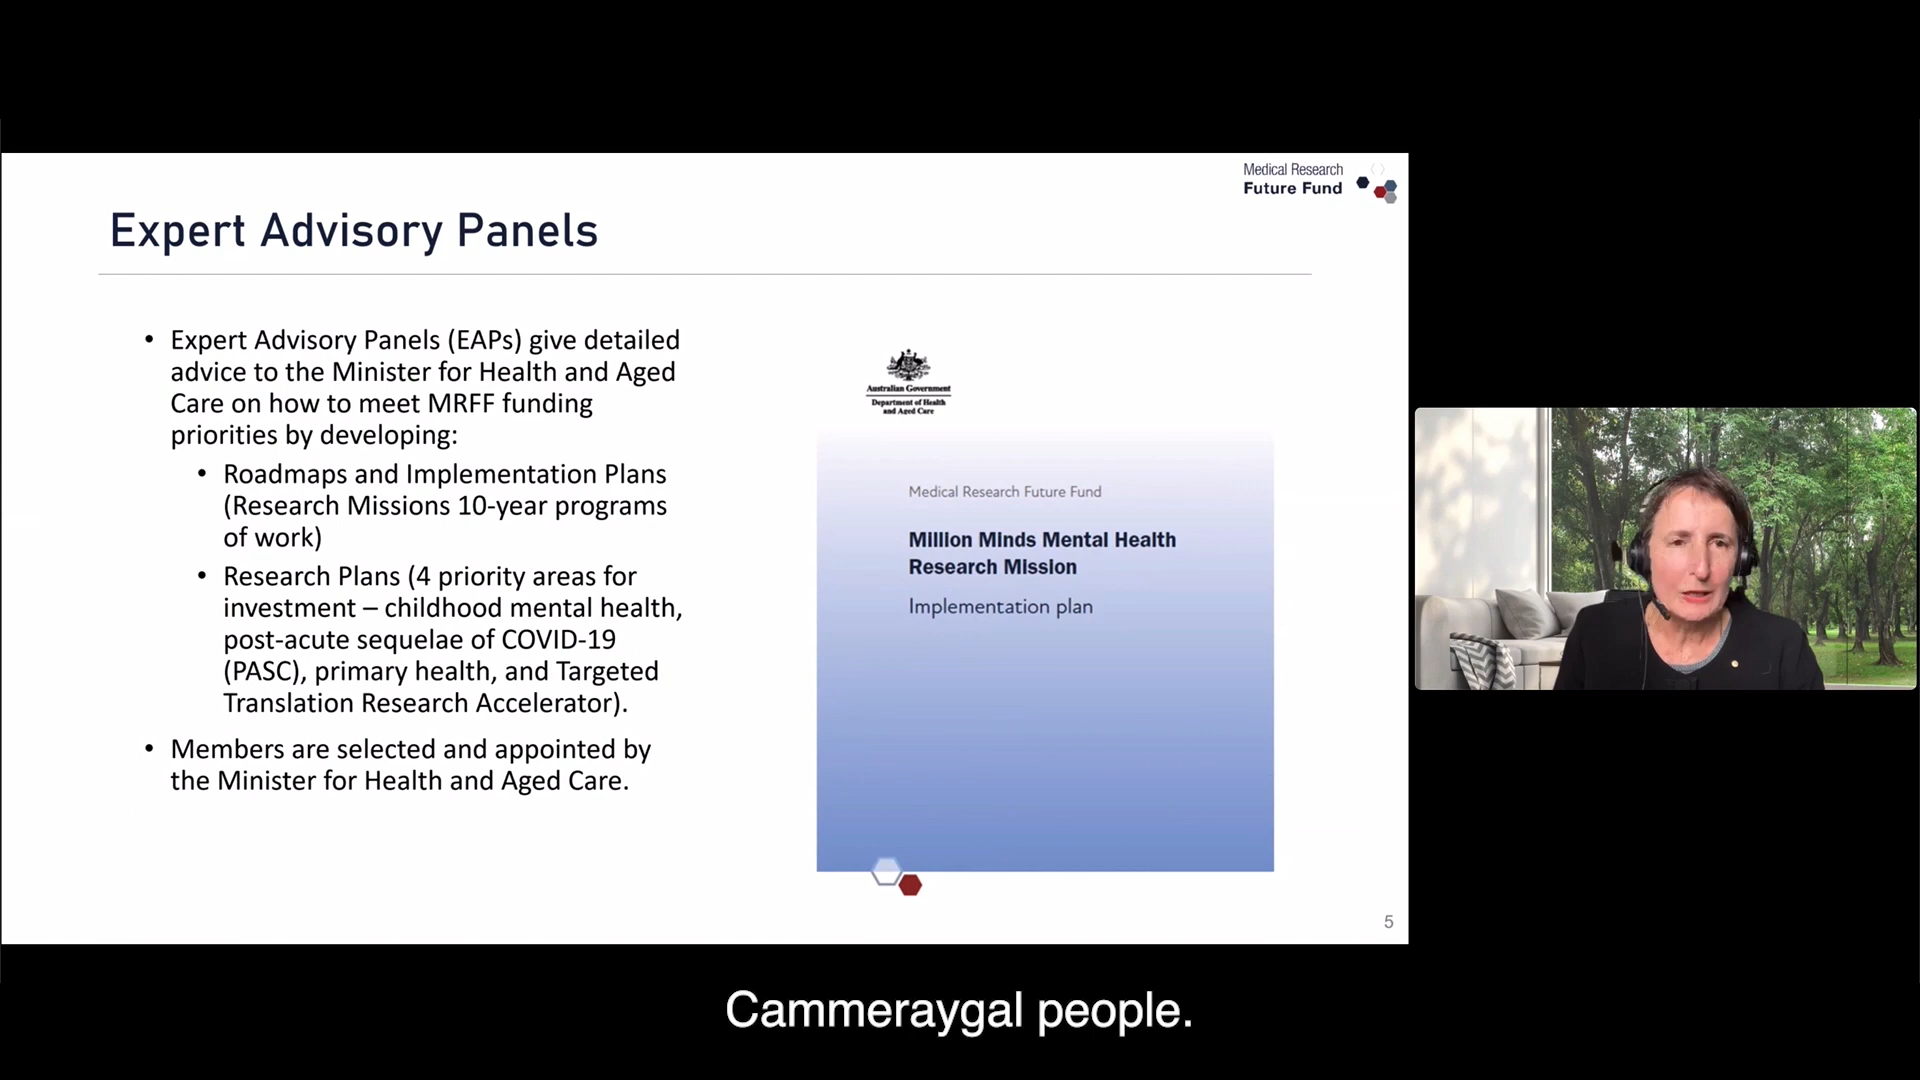 Medical Research
Future Fund
Expert Advisory Panels
• Expert Advisory Panels (EAPs) give detailed
advice to the Minister for Health and Aged
Care on how to meet MRFF funding
priorities by developing:
• Roadmaps and Implementation Plans
(Research Missions 10-year programs
of work)
• Research Plans (4 priority areas for
investment – childhood mental health,
post-acute sequelae of COVID-19
(PASC), primary health, and Targeted
Translation Research Accelerator).
• Members are selected and appointed by
the Minister for Health and Aged Care.
Australian Government
Department of Health
and Aged Care
Medical Research Future Fund
Million Minds Mental Health
Research Mission
Implementation plan
5
Cammeraygal people.